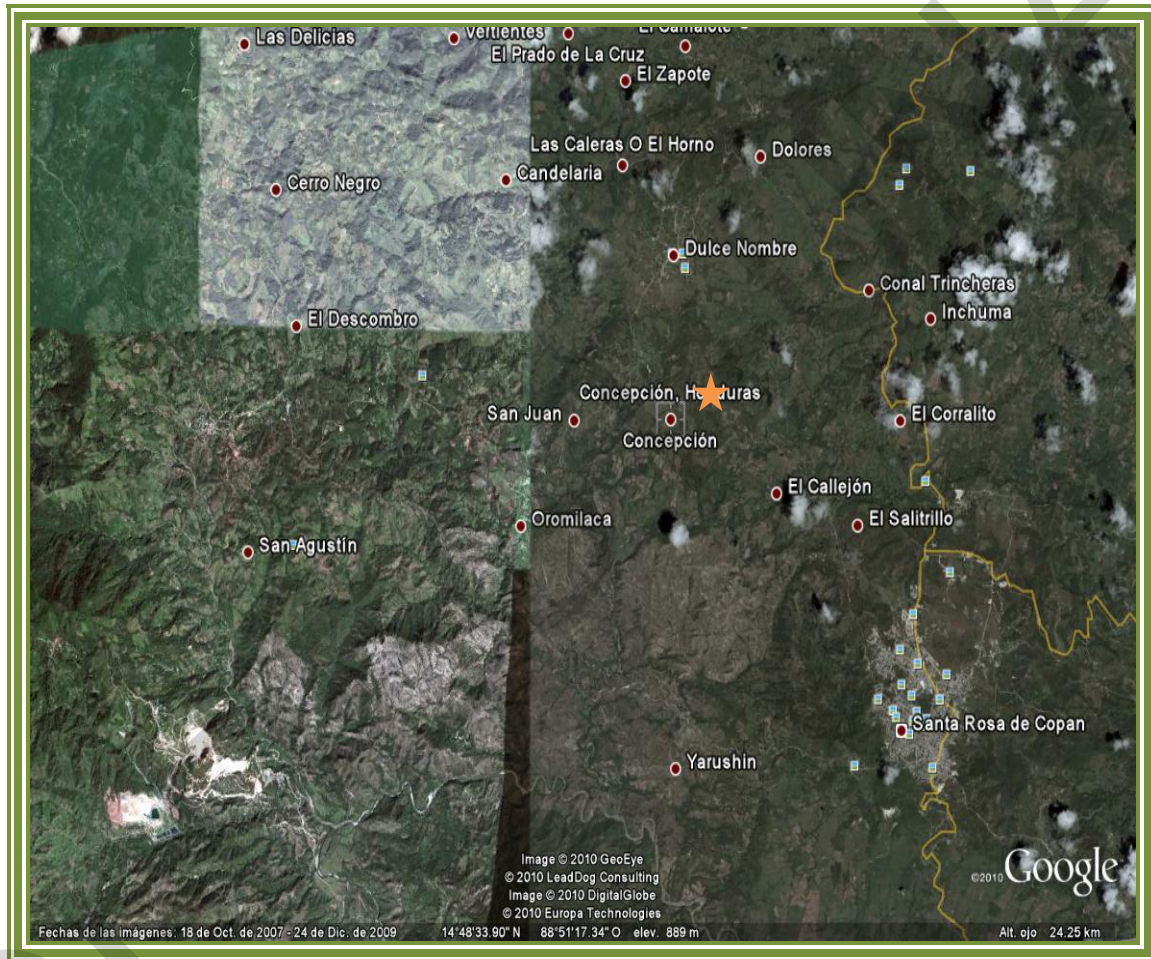 Las Delicias
Vertientes
El Gamalote
El Prado de La Cruz
El Zapote
Las Caleras O El Horno
Dolores
Candelaria
Cerro Negro
Dulce Nombre
Conal Trincheras
Inchuma
El Descombro
Concepción, Honduras
San Juan
El Corralito
Concepción
El Callejón
Oromilaca
El Salitrillo
San Agustín
Santa Rosa de Copan
Yarushin
Image © 2010 GeoEye
© 2010 LeadDog Consulting
Image © 2010 DigitalGlobe
© 2010 Europa Technologies
©2010 Google
Fechas de las imágenes: 18 de Oct. de 2007 - 24 de Dic. de 2009 14°48'33.90" N 88°51'17.34" O elev. 889 m Alt. ojo 24.25 km